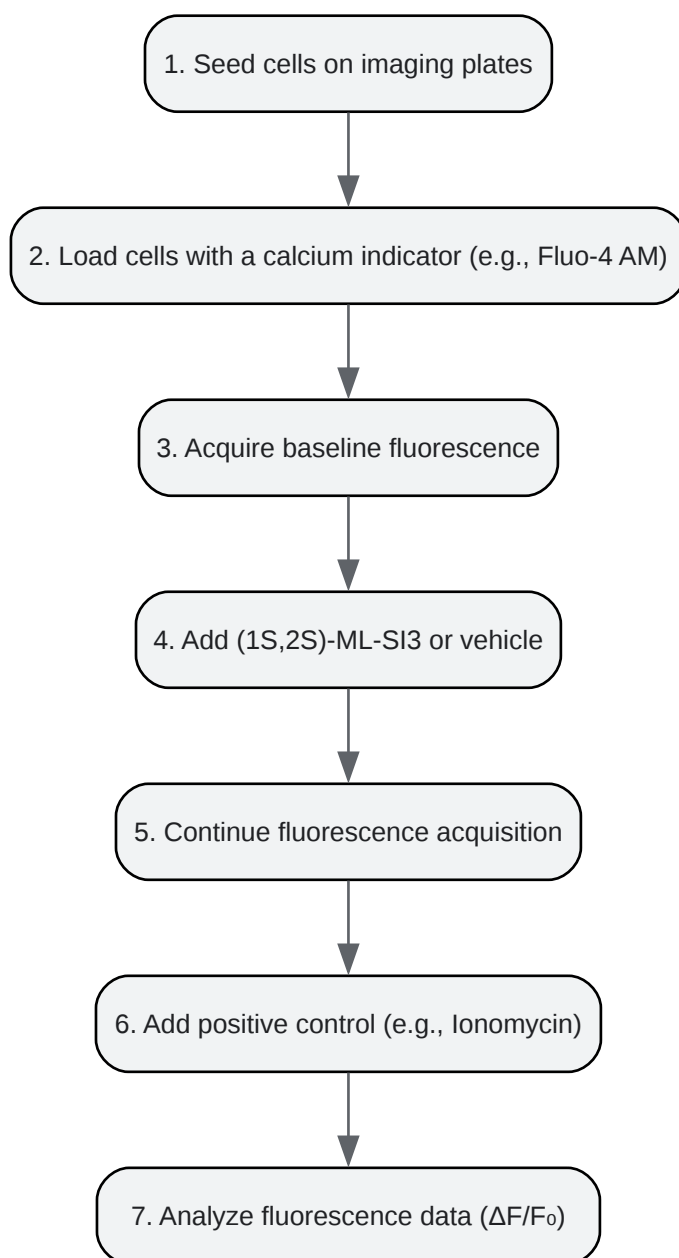 1. Seed cells on imaging plates
2. Load cells with a calcium indicator (e.g., Fluo-4 AM)
3. Acquire baseline fluorescence
4. Add (1S,2S)-ML-SI3 or vehicle
5. Continue fluorescence acquisition
6. Add positive control (e.g., Ionomycin)
7. Analyze fluorescence data (ΔF/F₀)